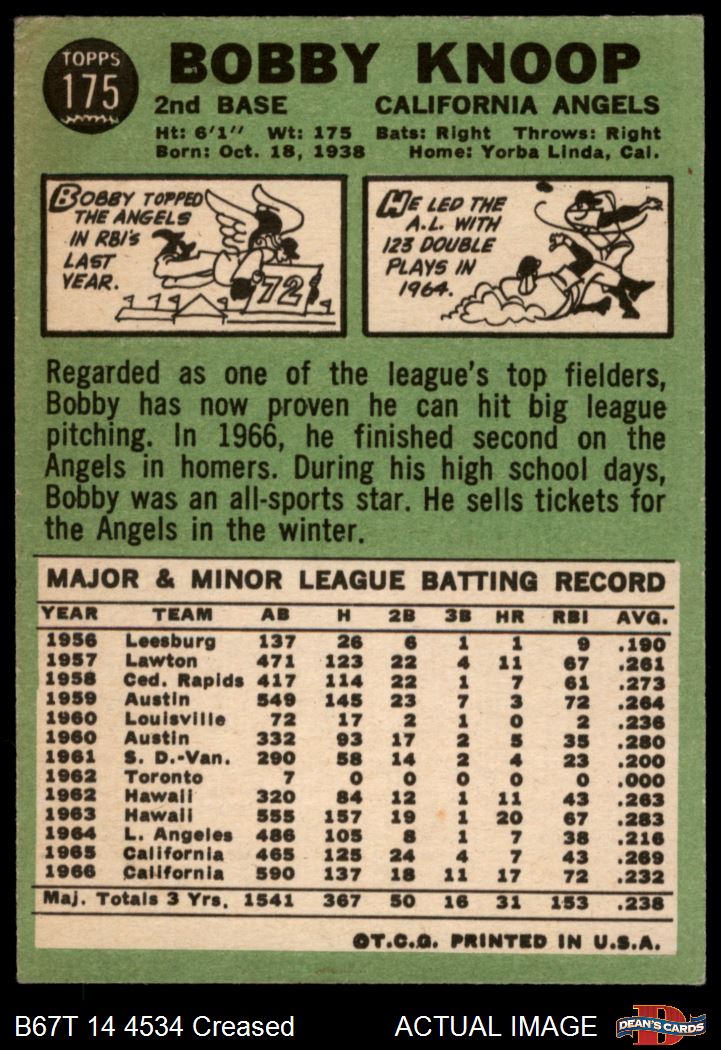 TOPPS
175
BOBBY KNOOP
2nd BASE CALIFORNIA ANGELS
Ht: 6'1" Wt: 175 Bats: Right Throws: Right
Born: Oct. 18, 1938 Home: Yorba Linda, Cal.
BOBBY TOPPED
THE ANGELS
IN RBI's
LAST
YEAR.
72
HE LED THE
A.L. WITH
123 DOUBLE
PLAYS IN
1964.
Regarded as one of the league's top fielders,
Bobby has now proven he can hit big league
pitching. In 1966, he finished second on the
Angels in homers. During his high school days,
Bobby was an all-sports star. He sells tickets for
the Angels in the winter.
MAJOR & MINOR LEAGUE BATTING RECORD
YEAR TEAM AB H 2B 3B HR RBI AVG.
1956 Leesburg 137 26 6 1 1 9 .190
1957 Lawton 471 123 22 4 11 67 .261
1958 Ced. Rapids 417 114 22 1 7 61 .273
1959 Austin 549 145 23 7 3 72 .264
1960 Louisville 72 17 2 1 0 2 .236
1960 Austin 332 93 17 2 5 35 .280
1961 S. D.-Van. 290 58 14 2 4 23 .200
1962 Toronto 7 0 0 0 0 0 .000
1962 Hawaii 320 84 12 1 11 43 .263
1963 Hawaii 555 157 19 1 20 67 .283
1964 L. Angeles 486 105 8 1 7 38 .216
1965 California 465 125 24 4 7 43 .269
1966 California 590 137 18 11 17 72 .232
Maj. Totals 3 Yrs. 1541 367 50 16 31 153 .238
©T.C.G. PRINTED IN U.S.A.
B67T 14 4534 Creased ACTUAL IMAGE DEAN'S CARDS